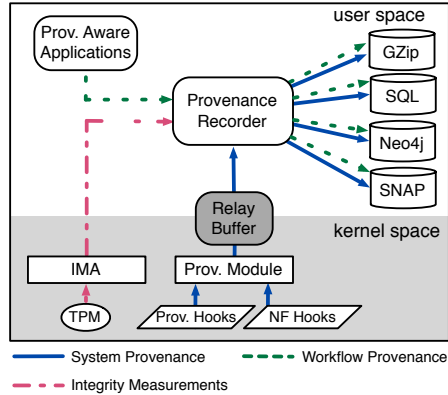 user space
Prov. Aware
Applications
Provenance
Recorder
GZip
SQL
Neo4j
SNAP
Relay
Buffer
kernel space
IMA
Prov. Module
TPM
Prov. Hooks
NF Hooks
System Provenance
Workflow Provenance
Integrity Measurements